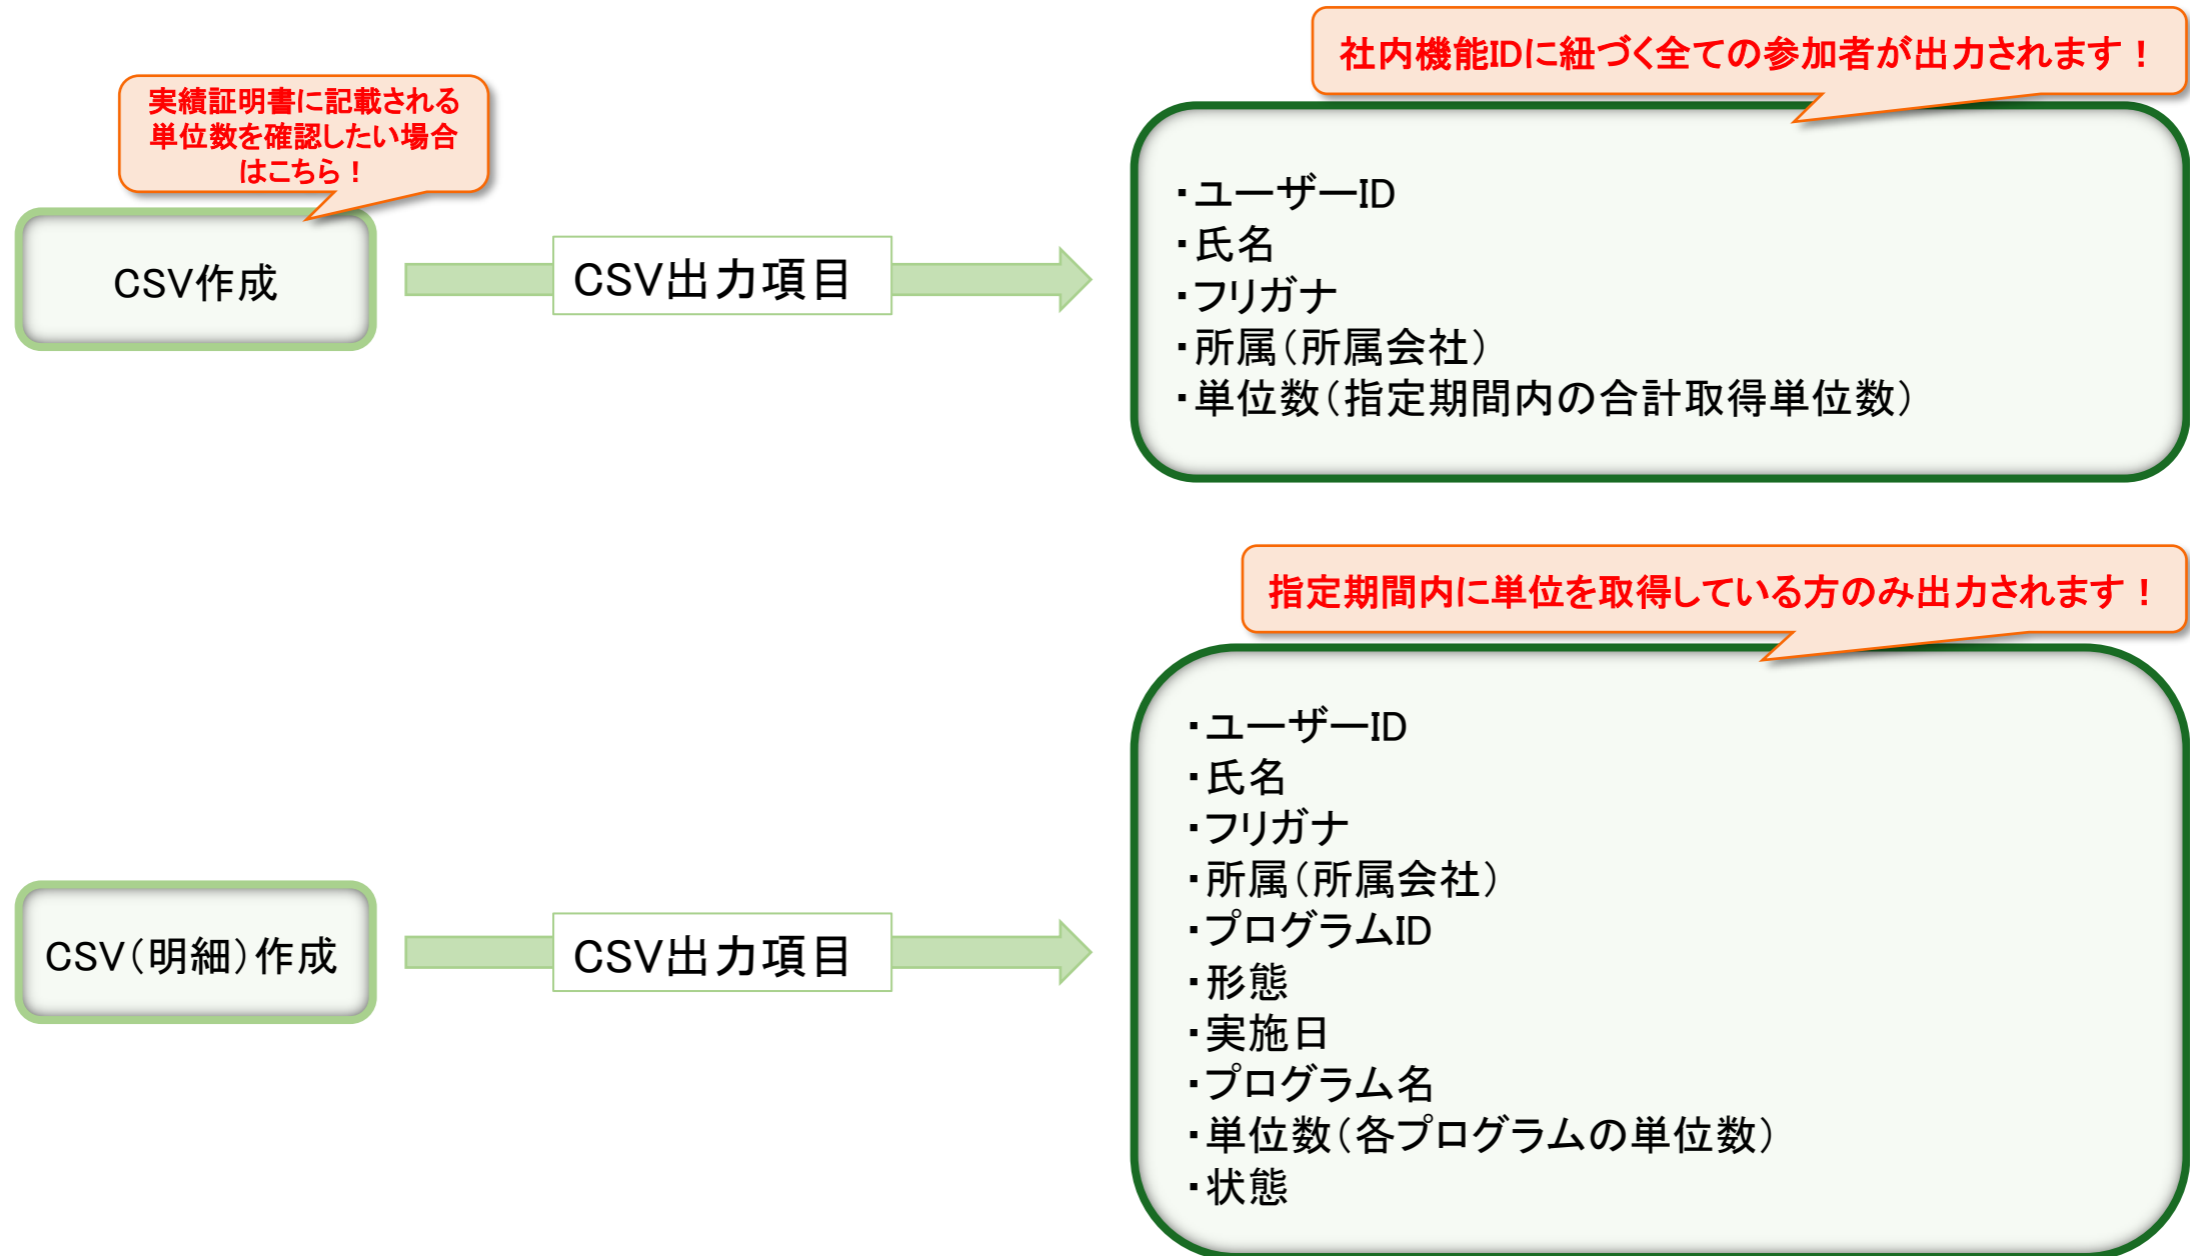 社内機能IDに紐づく全ての参加者が出力されます！
実績証明書に記載される
単位数を確認したい場合
はこちら！
CSV作成
CSV出力項目
・ユーザーID
・氏名
・フリガナ
・所属（所属会社）
・単位数（指定期間内の合計取得単位数）
指定期間内に単位を取得している方のみ出力されます！
CSV（明細）作成
CSV出力項目
・ユーザーID
・氏名
・フリガナ
・所属（所属会社）
・プログラムID
・形態
・実施日
・プログラム名
・単位数（各プログラムの単位数）
・状態